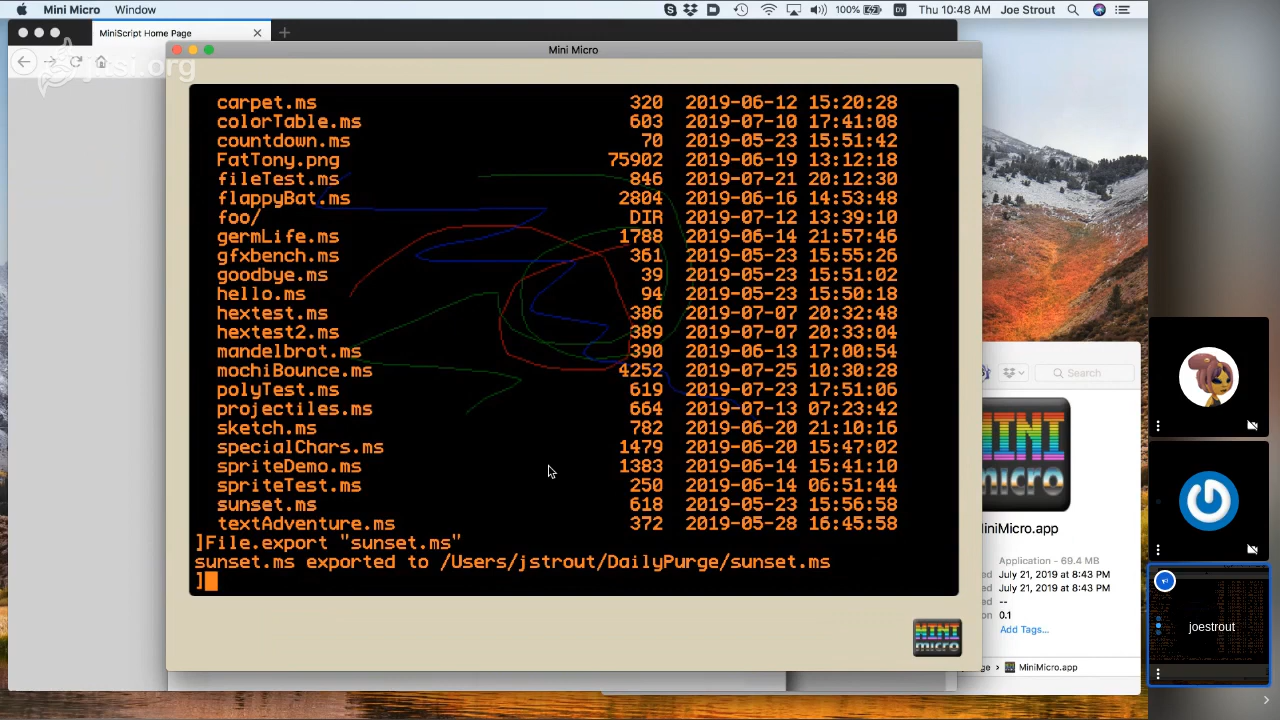 Mini Micro Window 100% DV Thu 10:48 AM Joe Strout
MiniScript Home Page
Mini Micro
jitsi.org
carpet.ms 320 2019-06-12 15:20:28
colorTable.ms 603 2019-07-10 17:41:08
countdown.ms 70 2019-05-23 15:51:42
FatTony.png 75902 2019-06-19 13:12:18
fileTest.ms 846 2019-07-21 20:12:30
flappyBat.ms 2804 2019-06-16 14:53:48
foo/ DIR 2019-07-12 13:39:10
germLife.ms 1788 2019-06-14 21:57:46
gfxbench.ms 361 2019-05-23 15:55:26
goodbye.ms 39 2019-05-23 15:51:02
hello.ms 94 2019-05-23 15:50:18
hextest.ms 386 2019-07-07 20:32:48
hextest2.ms 389 2019-07-07 20:33:04
mandelbrot.ms 390 2019-06-13 17:00:54
mochiBounce.ms 4252 2019-07-25 10:30:28
polyTest.ms 619 2019-07-23 17:51:06
projectiles.ms 664 2019-07-13 07:23:42
sketch.ms 782 2019-06-20 21:10:16
specialChars.ms 1479 2019-06-20 15:47:02
spriteDemo.ms 1383 2019-06-14 15:41:10
spriteTest.ms 250 2019-06-14 06:51:44
sunset.ms 618 2019-05-23 15:56:58
textAdventure.ms 372 2019-05-28 16:45:58
]File.export "sunset.ms"
sunset.ms exported to /Users/jstrout/DailyPurge/sunset.ms
]
MINI
micro
Search
MINI
micro
MiniMicro.app
Application - 69.4 MB
July 21, 2019 at 8:43 PM
July 21, 2019 at 8:43 PM
--
0.1
Add Tags...
MiniMicro.app
joestrout